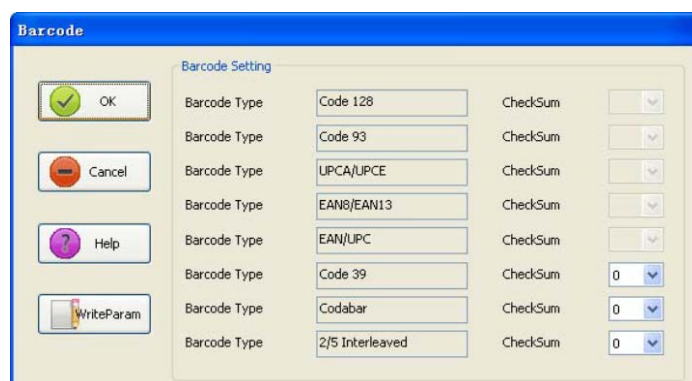 Barcode
Barcode Setting
OK
Barcode Type Code 128 CheckSum
Barcode Type Code 93 CheckSum
Cancel
Barcode Type UPCA/UPCE CheckSum
Barcode Type EAN8/EAN13 CheckSum
Help
Barcode Type EAN/UPC CheckSum
Barcode Type Code 39 CheckSum 0
WriteParam
Barcode Type Codabar CheckSum 0
Barcode Type 2/5 Interleaved CheckSum 0